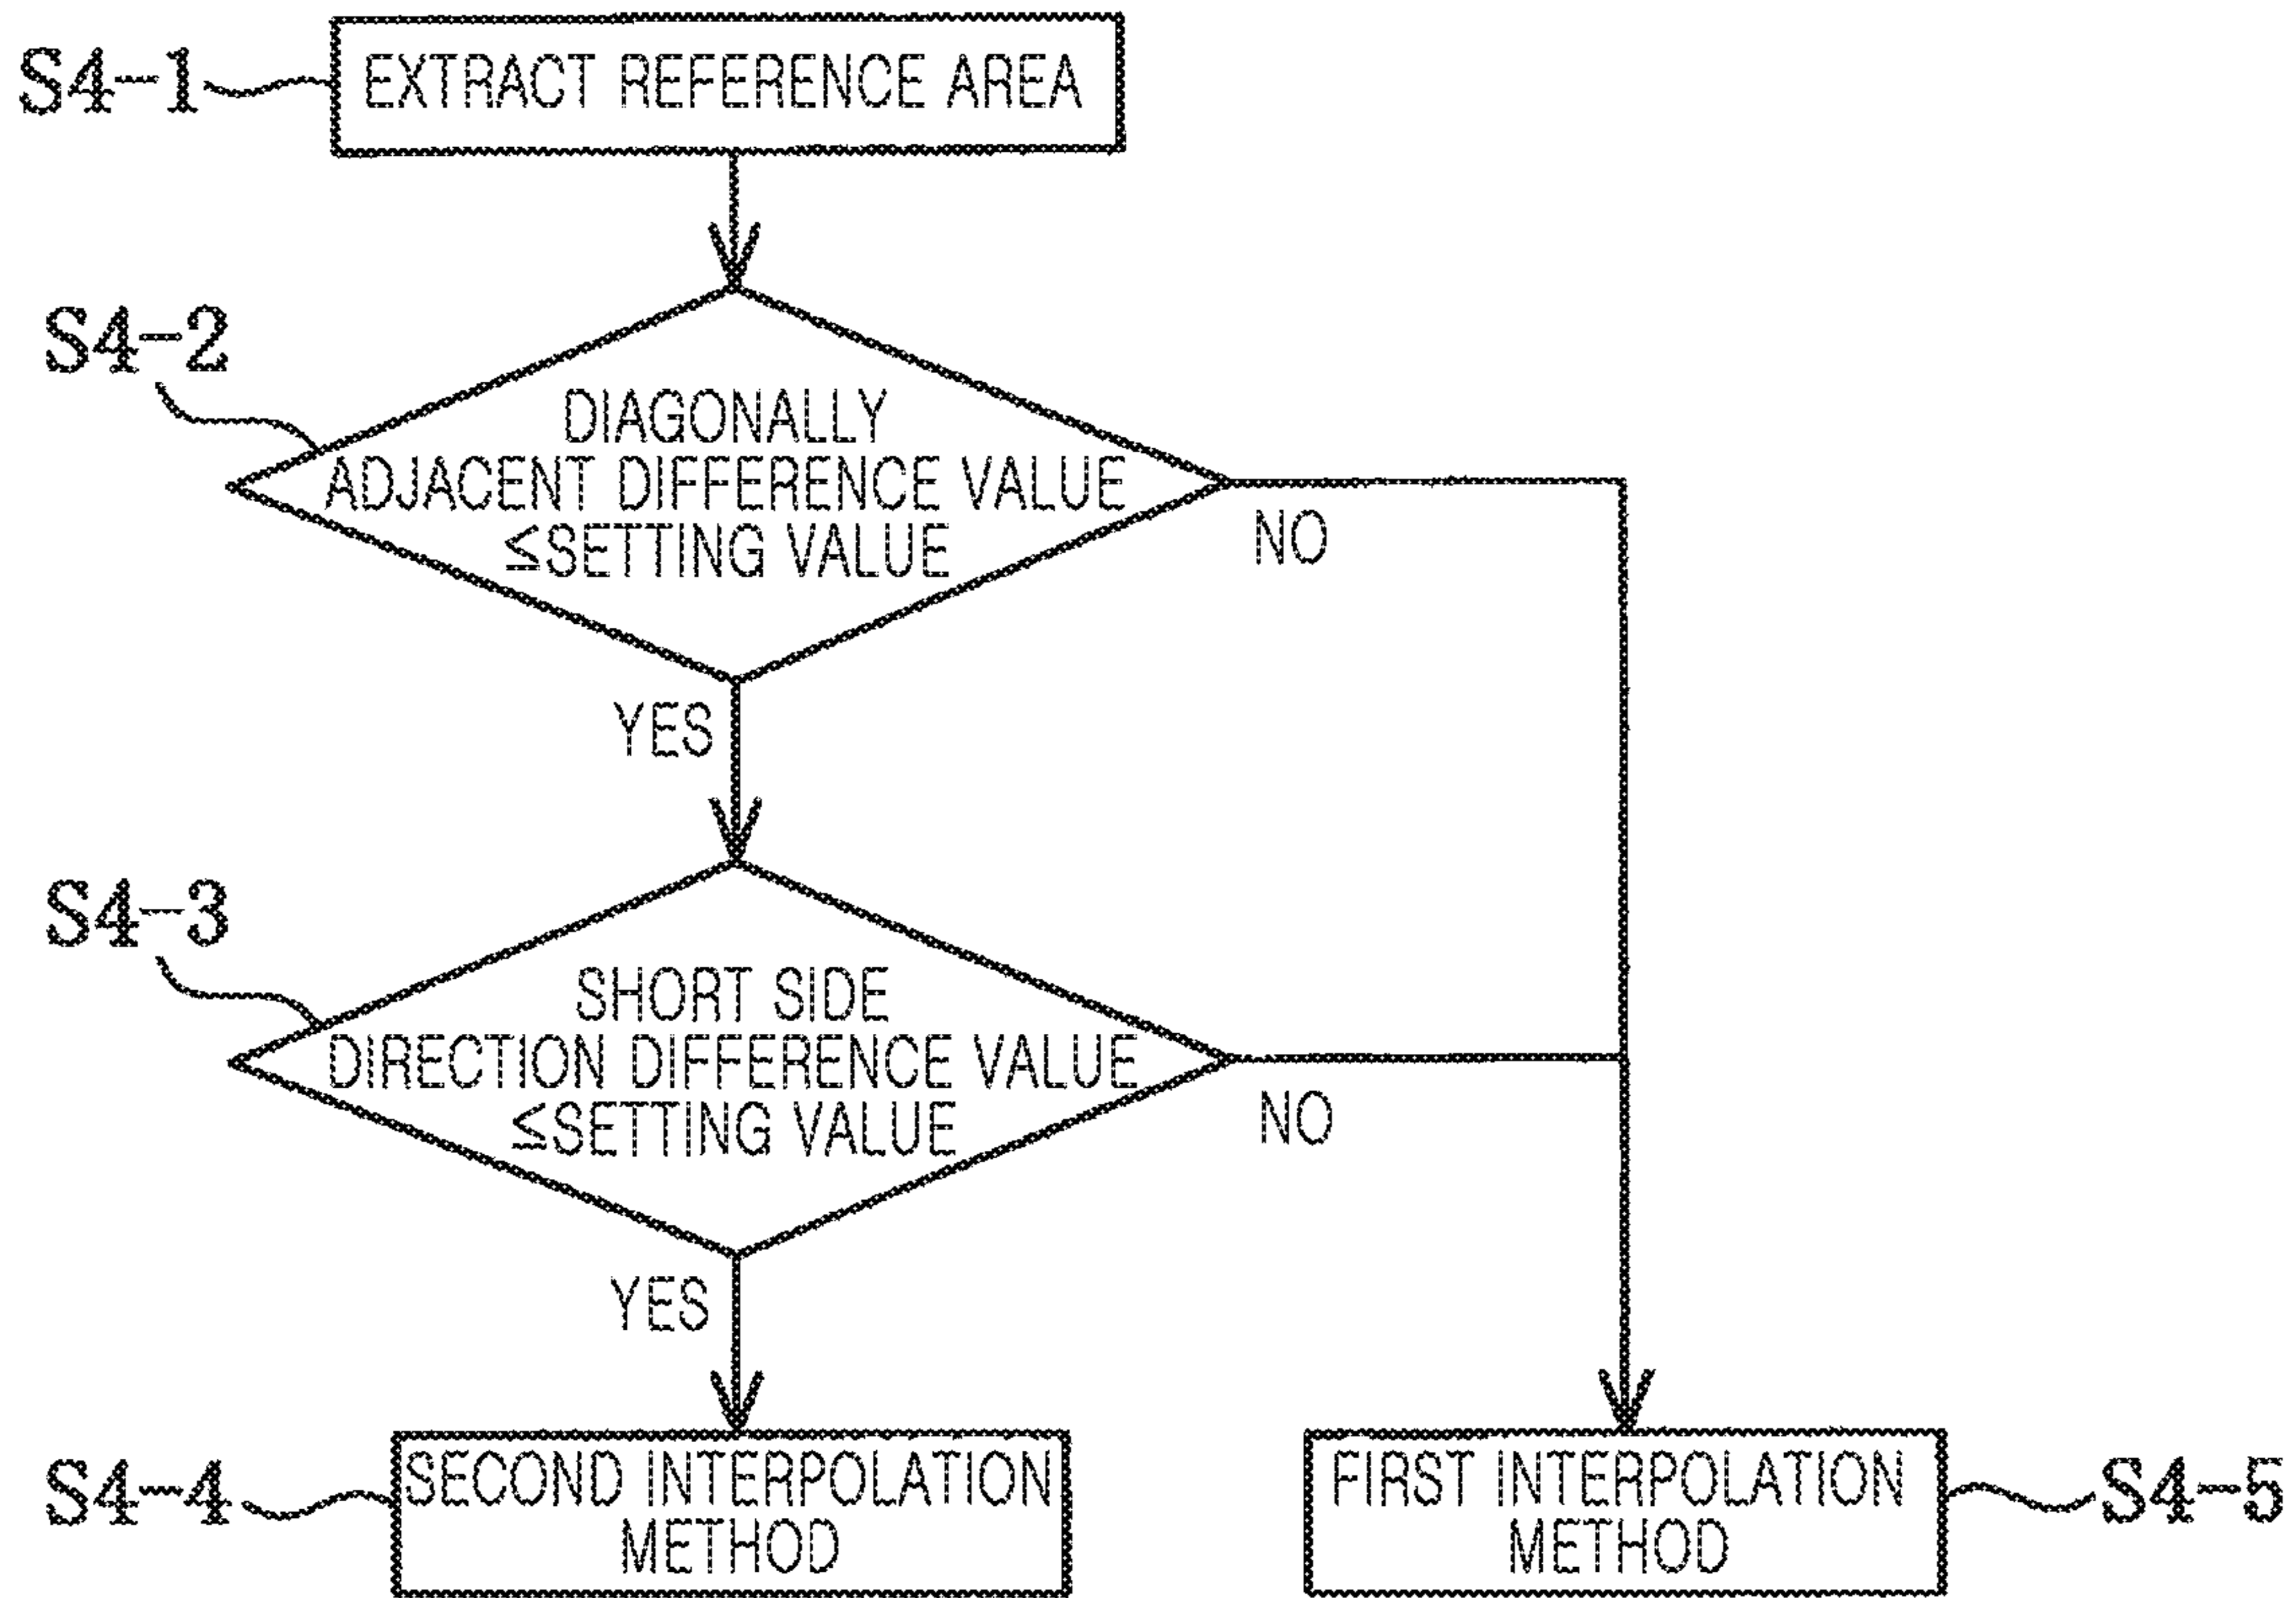 S4-1
EXTRACT REFERENCE AREA
S4-2
DIAGONALLY
ADJACENT DIFFERENCE VALUE
≦SETTING VALUE
NO
YES
S4-3
SHORT SIDE
DIRECTION DIFFERENCE VALUE
≦SETTING VALUE
NO
YES
S4-4
SECOND INTERPOLATION
METHOD
FIRST INTERPOLATION
METHOD
S4-5